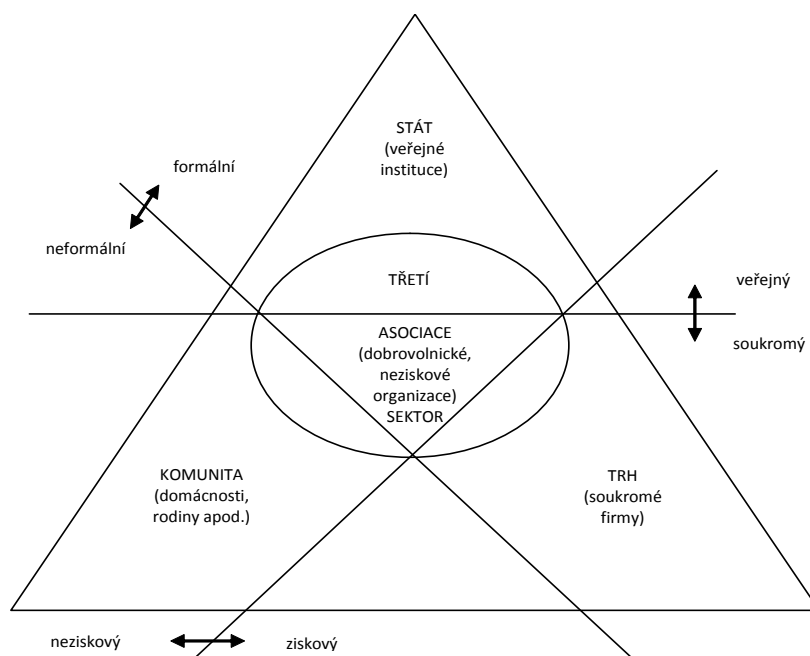 STÁT
(veřejné
instituce)
formální
neformální
TŘETÍ
veřejný
soukromý
ASOCIACE
(dobrovolnické,
neziskové
organizace)
SEKTOR
KOMUNITA
(domácnosti,
rodiny apod.)
TRH
(soukromé
firmy)
neziskový
ziskový